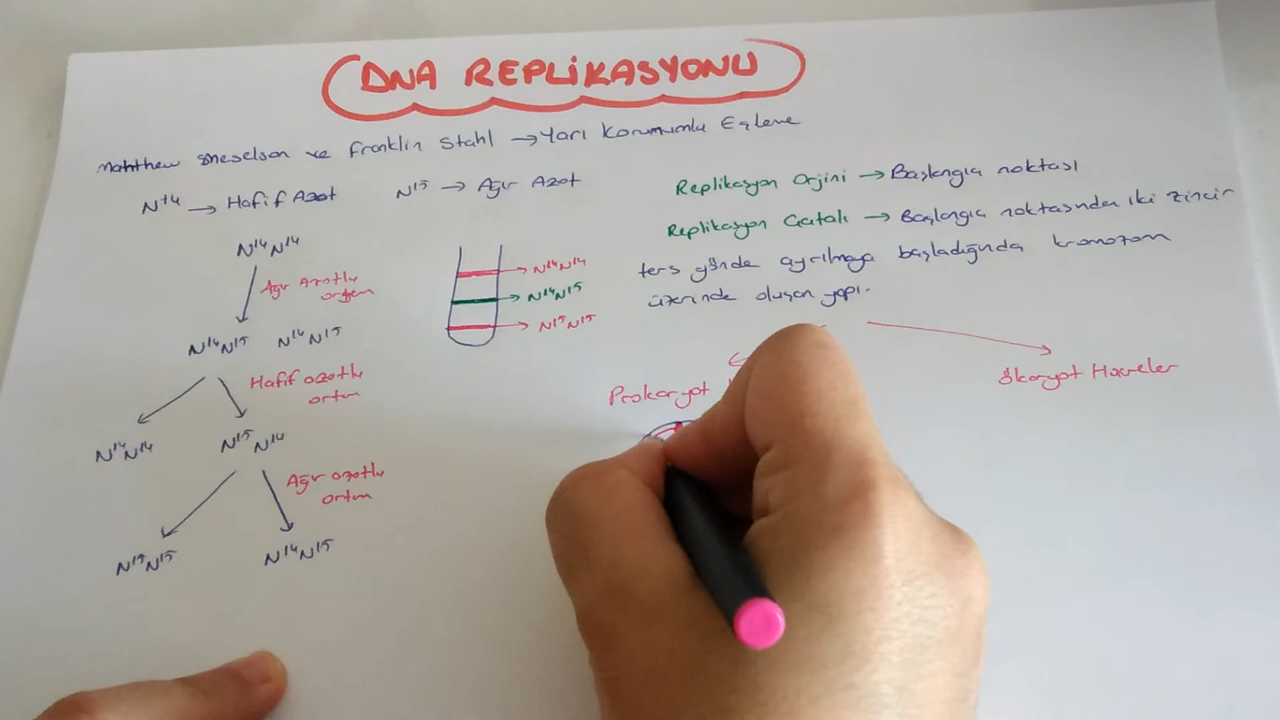 DNA REPLİKASYONU
Matthew Meselson ve Franklin Stahl → Yarı Korunumlu Eşleme
N14 → Hafif Azot
N15 → Ağır Azot
N14N14
Ağır azotlu
ortam
N14N15 N14N15
Hafif azotlu
ortam
N14N14 N15N14
Ağır azotlu
ortam
N15N15 N14N15
→ N14N14
→ N14N15
→ N15N15
Replikasyon Orjini → Başlangıç noktası
Replikasyon Çatalı → Başlangıç noktasından iki zincir
ters yönde ayrılmaya başladığında kromozom
üzerinde oluşan yapı.
Prokaryot
Ökaryot Hücreler